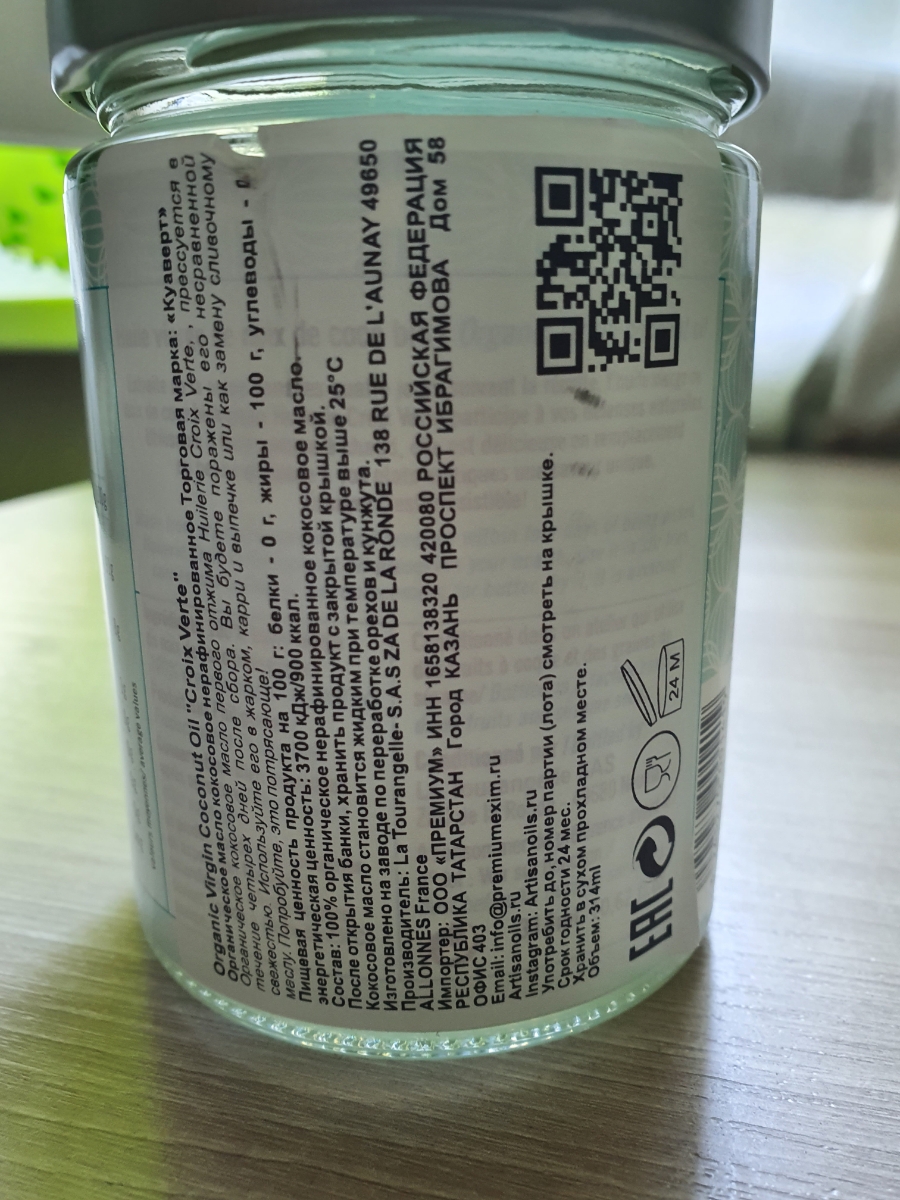 Organic Virgin Coconut Oil "Croix Verte"
Органическое масло кокосовое нерафинированное Торговая марка: «Куаверт»
Органическое кокосовое масло первого отжима Huilerie Croix Verte, , прессуется в
течение четырех дней после сбора. Вы будете поражены его несравненной
свежестью. Используйте его в жарком, карри и выпечке или как замену сливочному
маслу. Попробуйте, это потрясающе!
Пищевая ценность продукта на 100 г: белки - 0 г, жиры - 100 г, углеводы -
энергетическая ценность: 3700 кДж/900 ккал.
Состав: 100% органическое нерафинированное кокосовое масло.
После открытия банки, хранить продукт с закрытой крышкой.
Кокосовое масло становится жидким при температуре выше 25°C
Изготовлено на заводе по переработке орехов и кунжута.
Производитель: La Tourangelle- S.A.S ZA DE LA RONDE 138 RUE DE L'AUNAY 49650
ALLONNES France
Импортер: ООО «ПРЕМИУМ» ИНН 1658138320 420080 РОССИЙСКАЯ ФЕДЕРАЦИЯ
РЕСПУБЛИКА ТАТАРСТАН Город КАЗАНЬ ПРОСПЕКТ ИБРАГИМОВА Дом 58
ОФИС 403
Email: info@premiumexim.ru
Artisanoils.ru
Instagram: Artisanoils.ru
Употребить до, номер партии (лота) смотреть на крышке.
Срок годности 24 мес.
Хранить в сухом прохладном месте.
Объем: 314ml
EAC
24 M